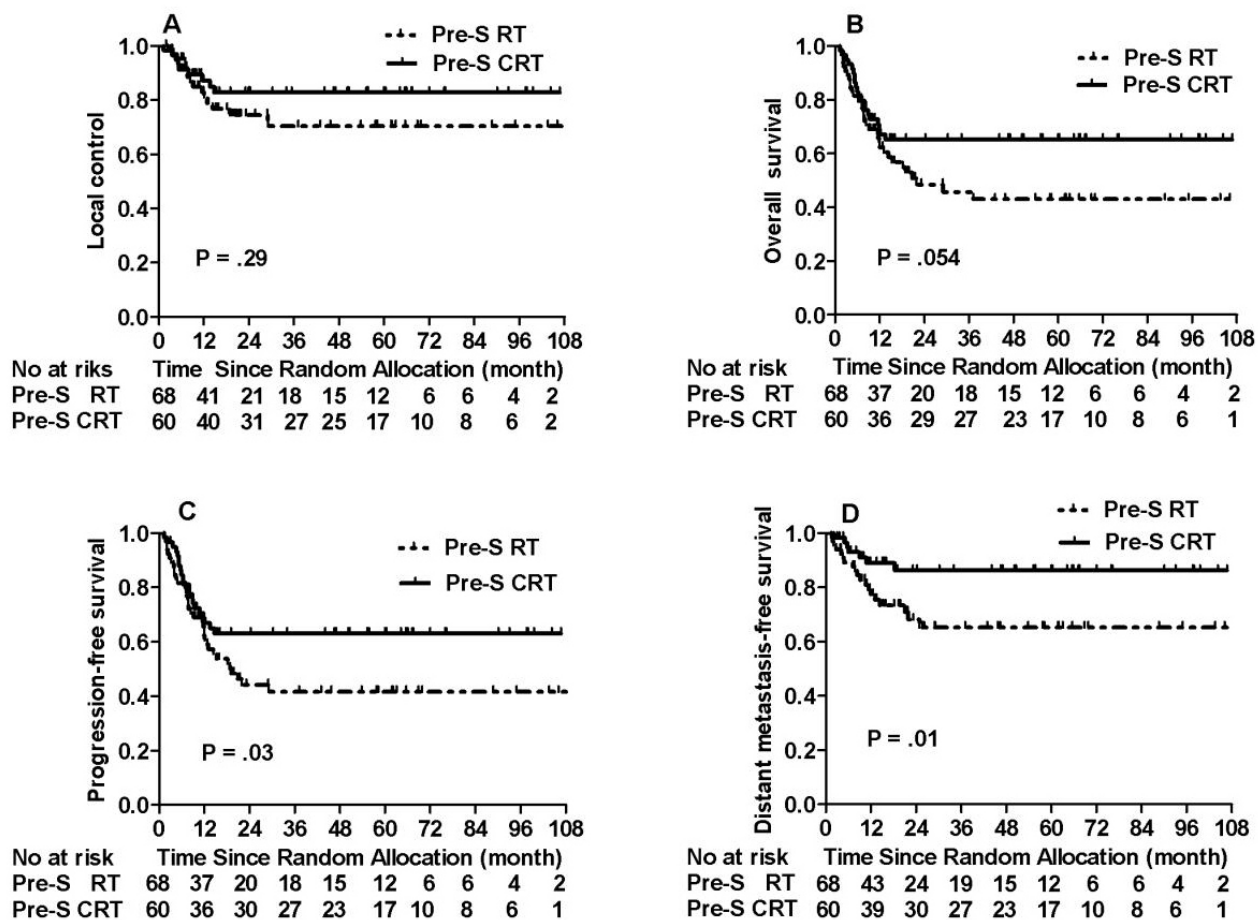 A
Pre-S RT
Pre-S CRT
1.0
0.8
0.6
0.4
0.2
0.0
Local control
P = .29
0 12 24 36 48 60 72 84 96 108
No at riks Time Since Random Allocation (month)
Pre-S RT 68 41 21 18 15 12 6 6 4 2
Pre-S CRT 60 40 31 27 25 17 10 8 6 2
B
Pre-S RT
Pre-S CRT
1.0
0.8
0.6
0.4
0.2
0.0
Overall survival
P = .054
0 12 24 36 48 60 72 84 96 108
No at risk Time Since Random Allocation (month)
Pre-S RT 68 37 20 18 15 12 6 6 4 2
Pre-S CRT 60 36 29 27 23 17 10 8 6 1
C
Pre-S RT
Pre-S CRT
1.0
0.8
0.6
0.4
0.2
0.0
Progression-free survival
P = .03
0 12 24 36 48 60 72 84 96 108
No at risk Time Since Random Allocation (month)
Pre-S RT 68 37 20 18 15 12 6 6 4 2
Pre-S CRT 60 36 30 27 23 17 10 8 6 1
D
Pre-S RT
Pre-S CRT
1.0
0.8
0.6
0.4
0.2
0.0
Distant metastasis-free survival
P = .01
0 12 24 36 48 60 72 84 96 108
No at risk Time Since Random Allocation (month)
Pre-S RT 68 43 24 19 15 12 6 6 4 2
Pre-S CRT 60 39 30 27 23 17 10 8 6 1